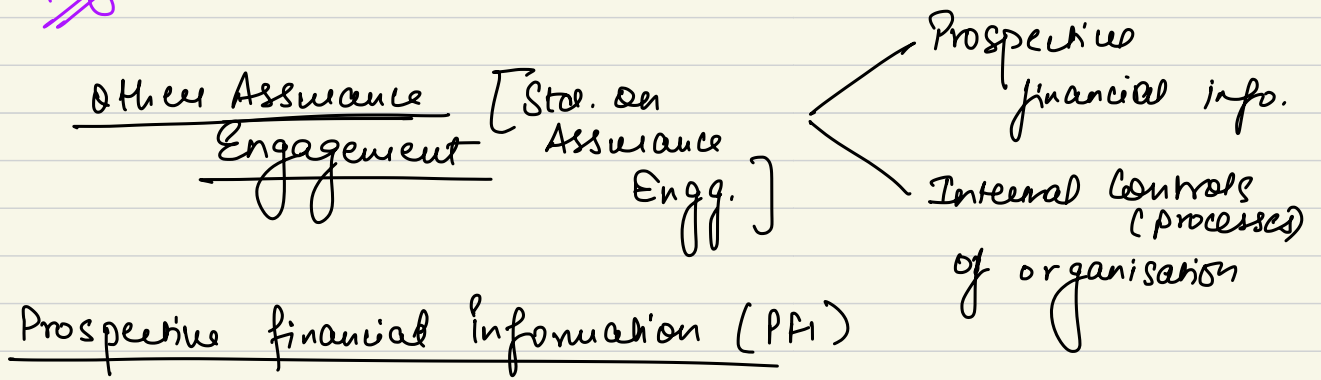 Other Assurance Engagement [Std. on Assurance Engg.]
Prospective financial info.
Internal Controls (processes) of organisation
Prospective financial Information (PFI)